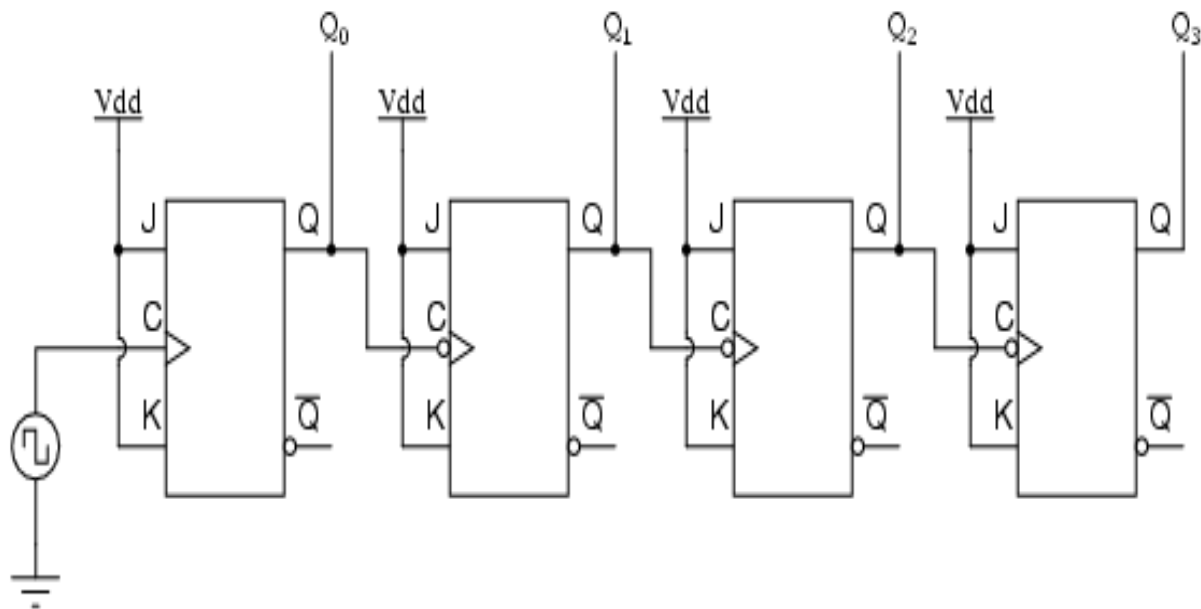 Q₀ Q₁ Q₂ Q₃
Vdd Vdd Vdd Vdd
J Q J Q J Q J Q
C C C C
K Q̅ K Q̅ K Q̅ K Q̅